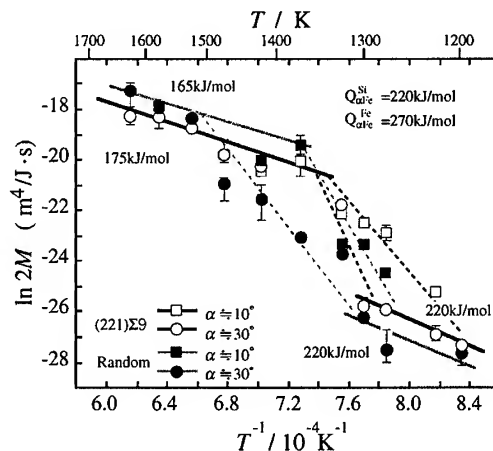 T / K
1700 1600 1500 1400 1300 1200
165kJ/mol
Q^Si_αFe=220kJ/mol
Q^Fe_αFe=270kJ/mol
-18
-20
-22
-24
-26
-28
175kJ/mol
ln 2M ( m⁴/J·s)
220kJ/mol
220kJ/mol
(221)Σ9
α≒10°
α≒30°
Random
α≒10°
α≒30°
6.0 6.4 6.8 7.2 7.6 8.0 8.4
T⁻¹/10⁻⁴K⁻¹